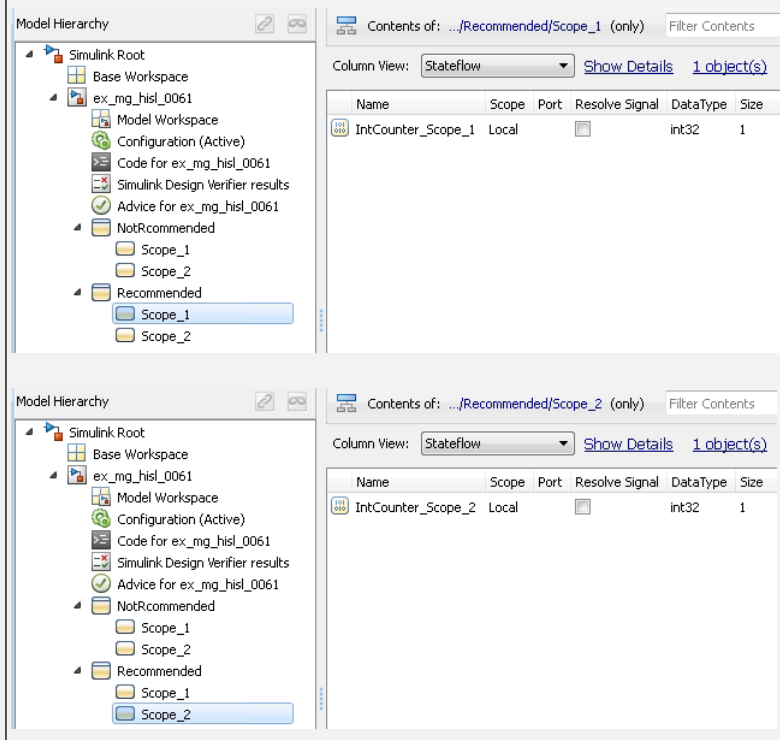 Model Hierarchy
Simulink Root
Base Workspace
ex_mg_hisl_0061
Model Workspace
Configuration (Active)
Code for ex_mg_hisl_0061
Simulink Design Verifier results
Advice for ex_mg_hisl_0061
NotRcommended
Scope_1
Scope_2
Recommended
Scope_1
Scope_2
Contents of: .../Recommended/Scope_1 (only) Filter Contents
Column View: Stateflow Show Details 1 object(s)
Name Scope Port Resolve Signal DataType Size
IntCounter_Scope_1 Local int32 1
Model Hierarchy
Simulink Root
Base Workspace
ex_mg_hisl_0061
Model Workspace
Configuration (Active)
Code for ex_mg_hisl_0061
Simulink Design Verifier results
Advice for ex_mg_hisl_0061
NotRcommended
Scope_1
Scope_2
Recommended
Scope_1
Scope_2
Contents of: .../Recommended/Scope_2 (only) Filter Contents
Column View: Stateflow Show Details 1 object(s)
Name Scope Port Resolve Signal DataType Size
IntCounter_Scope_2 Local int32 1